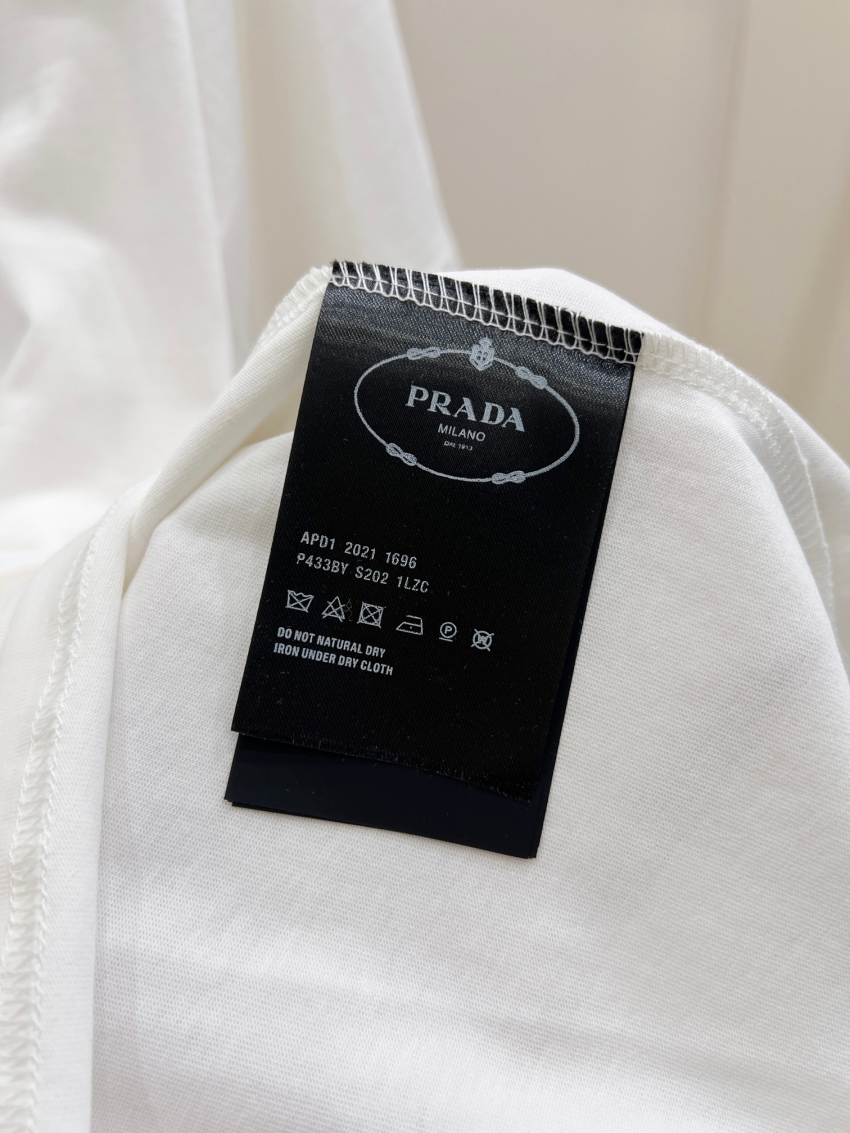 PRADA
MILANO
DAL 1913
APD1 2021 1696
P433BY S202 1LZC
P
W
DO NOT NATURAL DRY
IRON UNDER DRY CLOTH